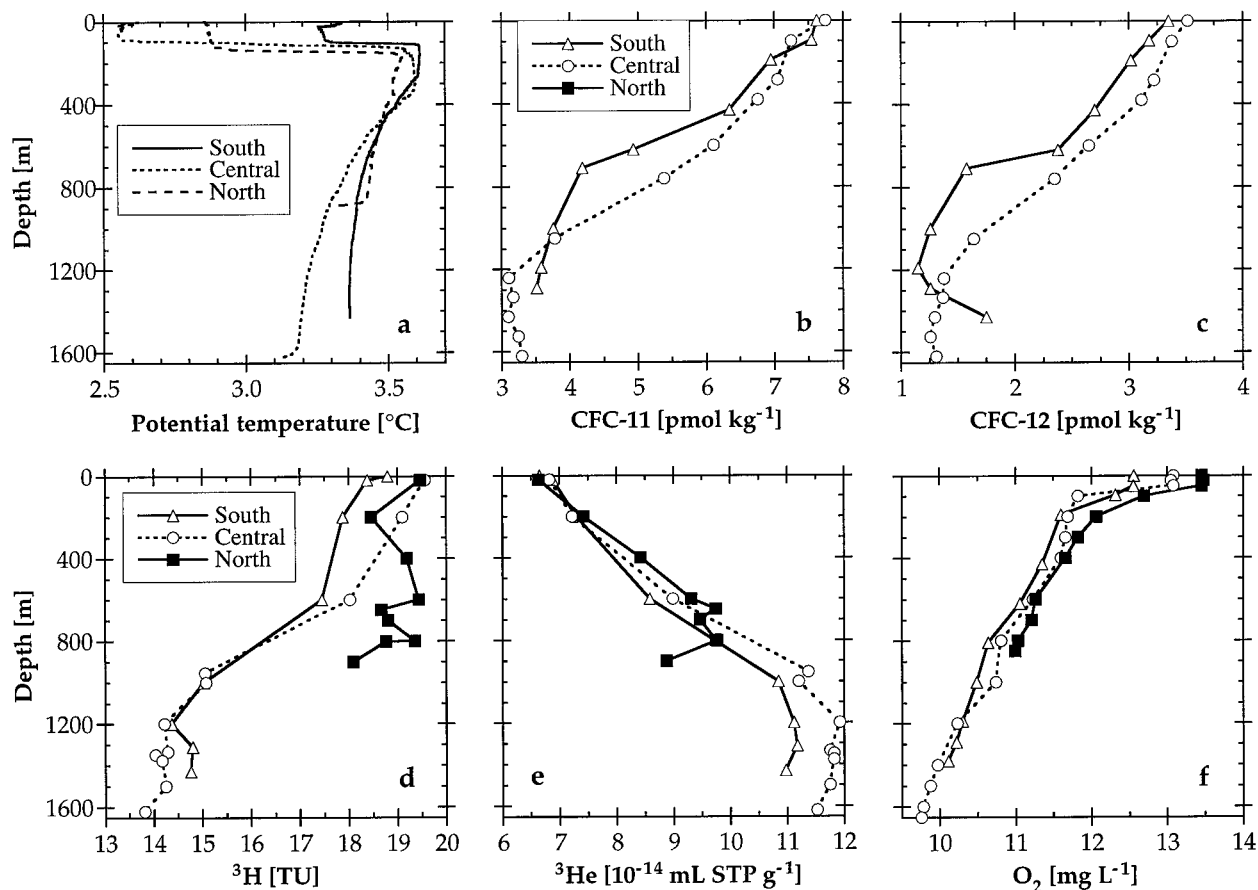 0
400
800
1200
1600
Depth [m]
South
Central
North
a
2.5
3.0
3.5
Potential temperature [°C]
South
Central
North
b
3
4
5
6
7
8
CFC-11 [pmol kg⁻¹]
c
1
2
3
4
CFC-12 [pmol kg⁻¹]
0
400
800
1200
1600
Depth [m]
South
Central
North
d
13
14
15
16
17
18
19
20
³H [TU]
e
6
7
8
9
10
11
12
³He [10⁻¹⁴ mL STP g⁻¹]
f
10
11
12
13
14
O₂ [mg L⁻¹]